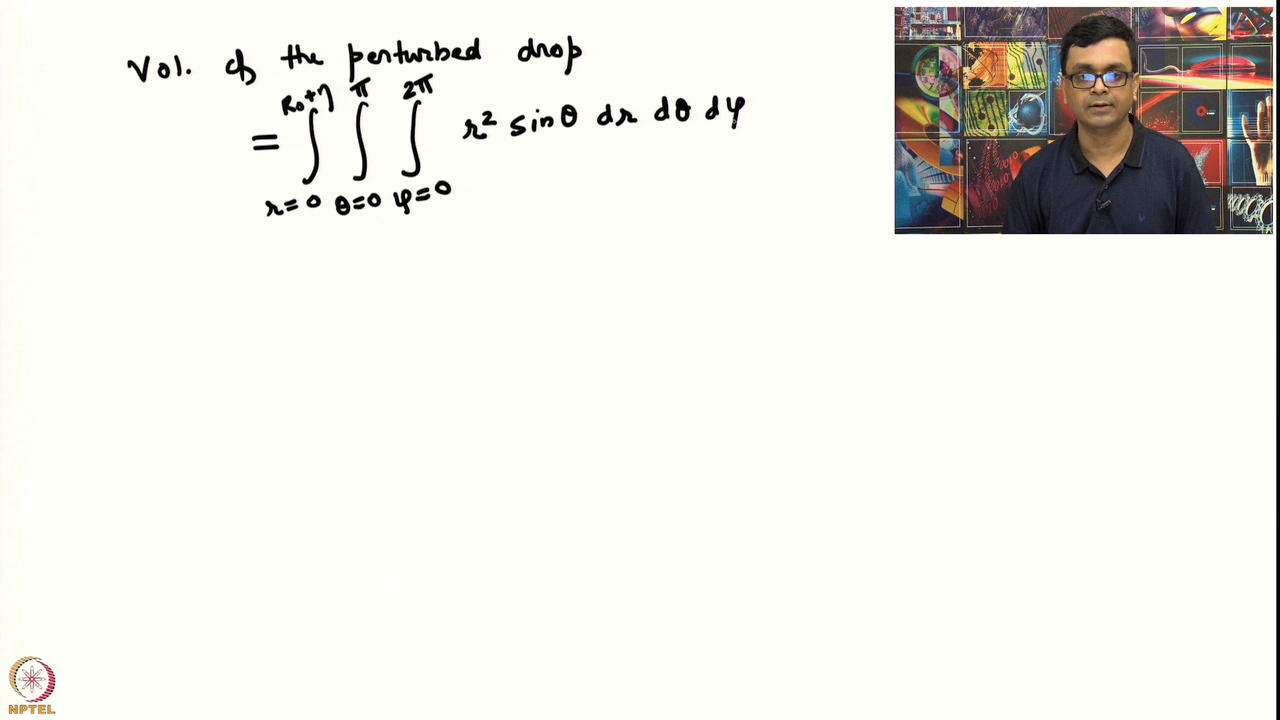 Vol. of the perturbed drop
= ∫_{r=0}^{R₀+η} ∫_{θ=0}^{π} ∫_{φ=0}^{2π} r² sinθ dr dθ dφ
NPTEL